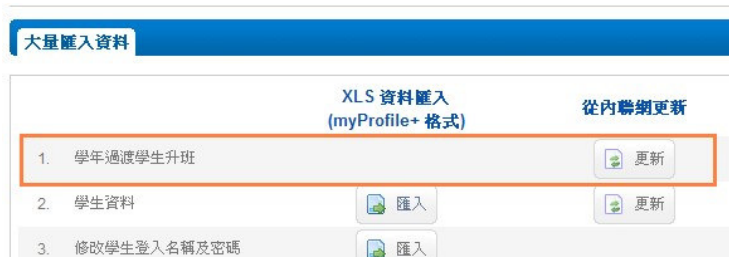 大量匯入資料
XLS 資料匯入
(myProfile+ 格式)
從內聯網更新
1. 學年過渡學生升班 更新
2. 學生資料 匯入 更新
3. 修改學生登入名稱及密碼 匯入